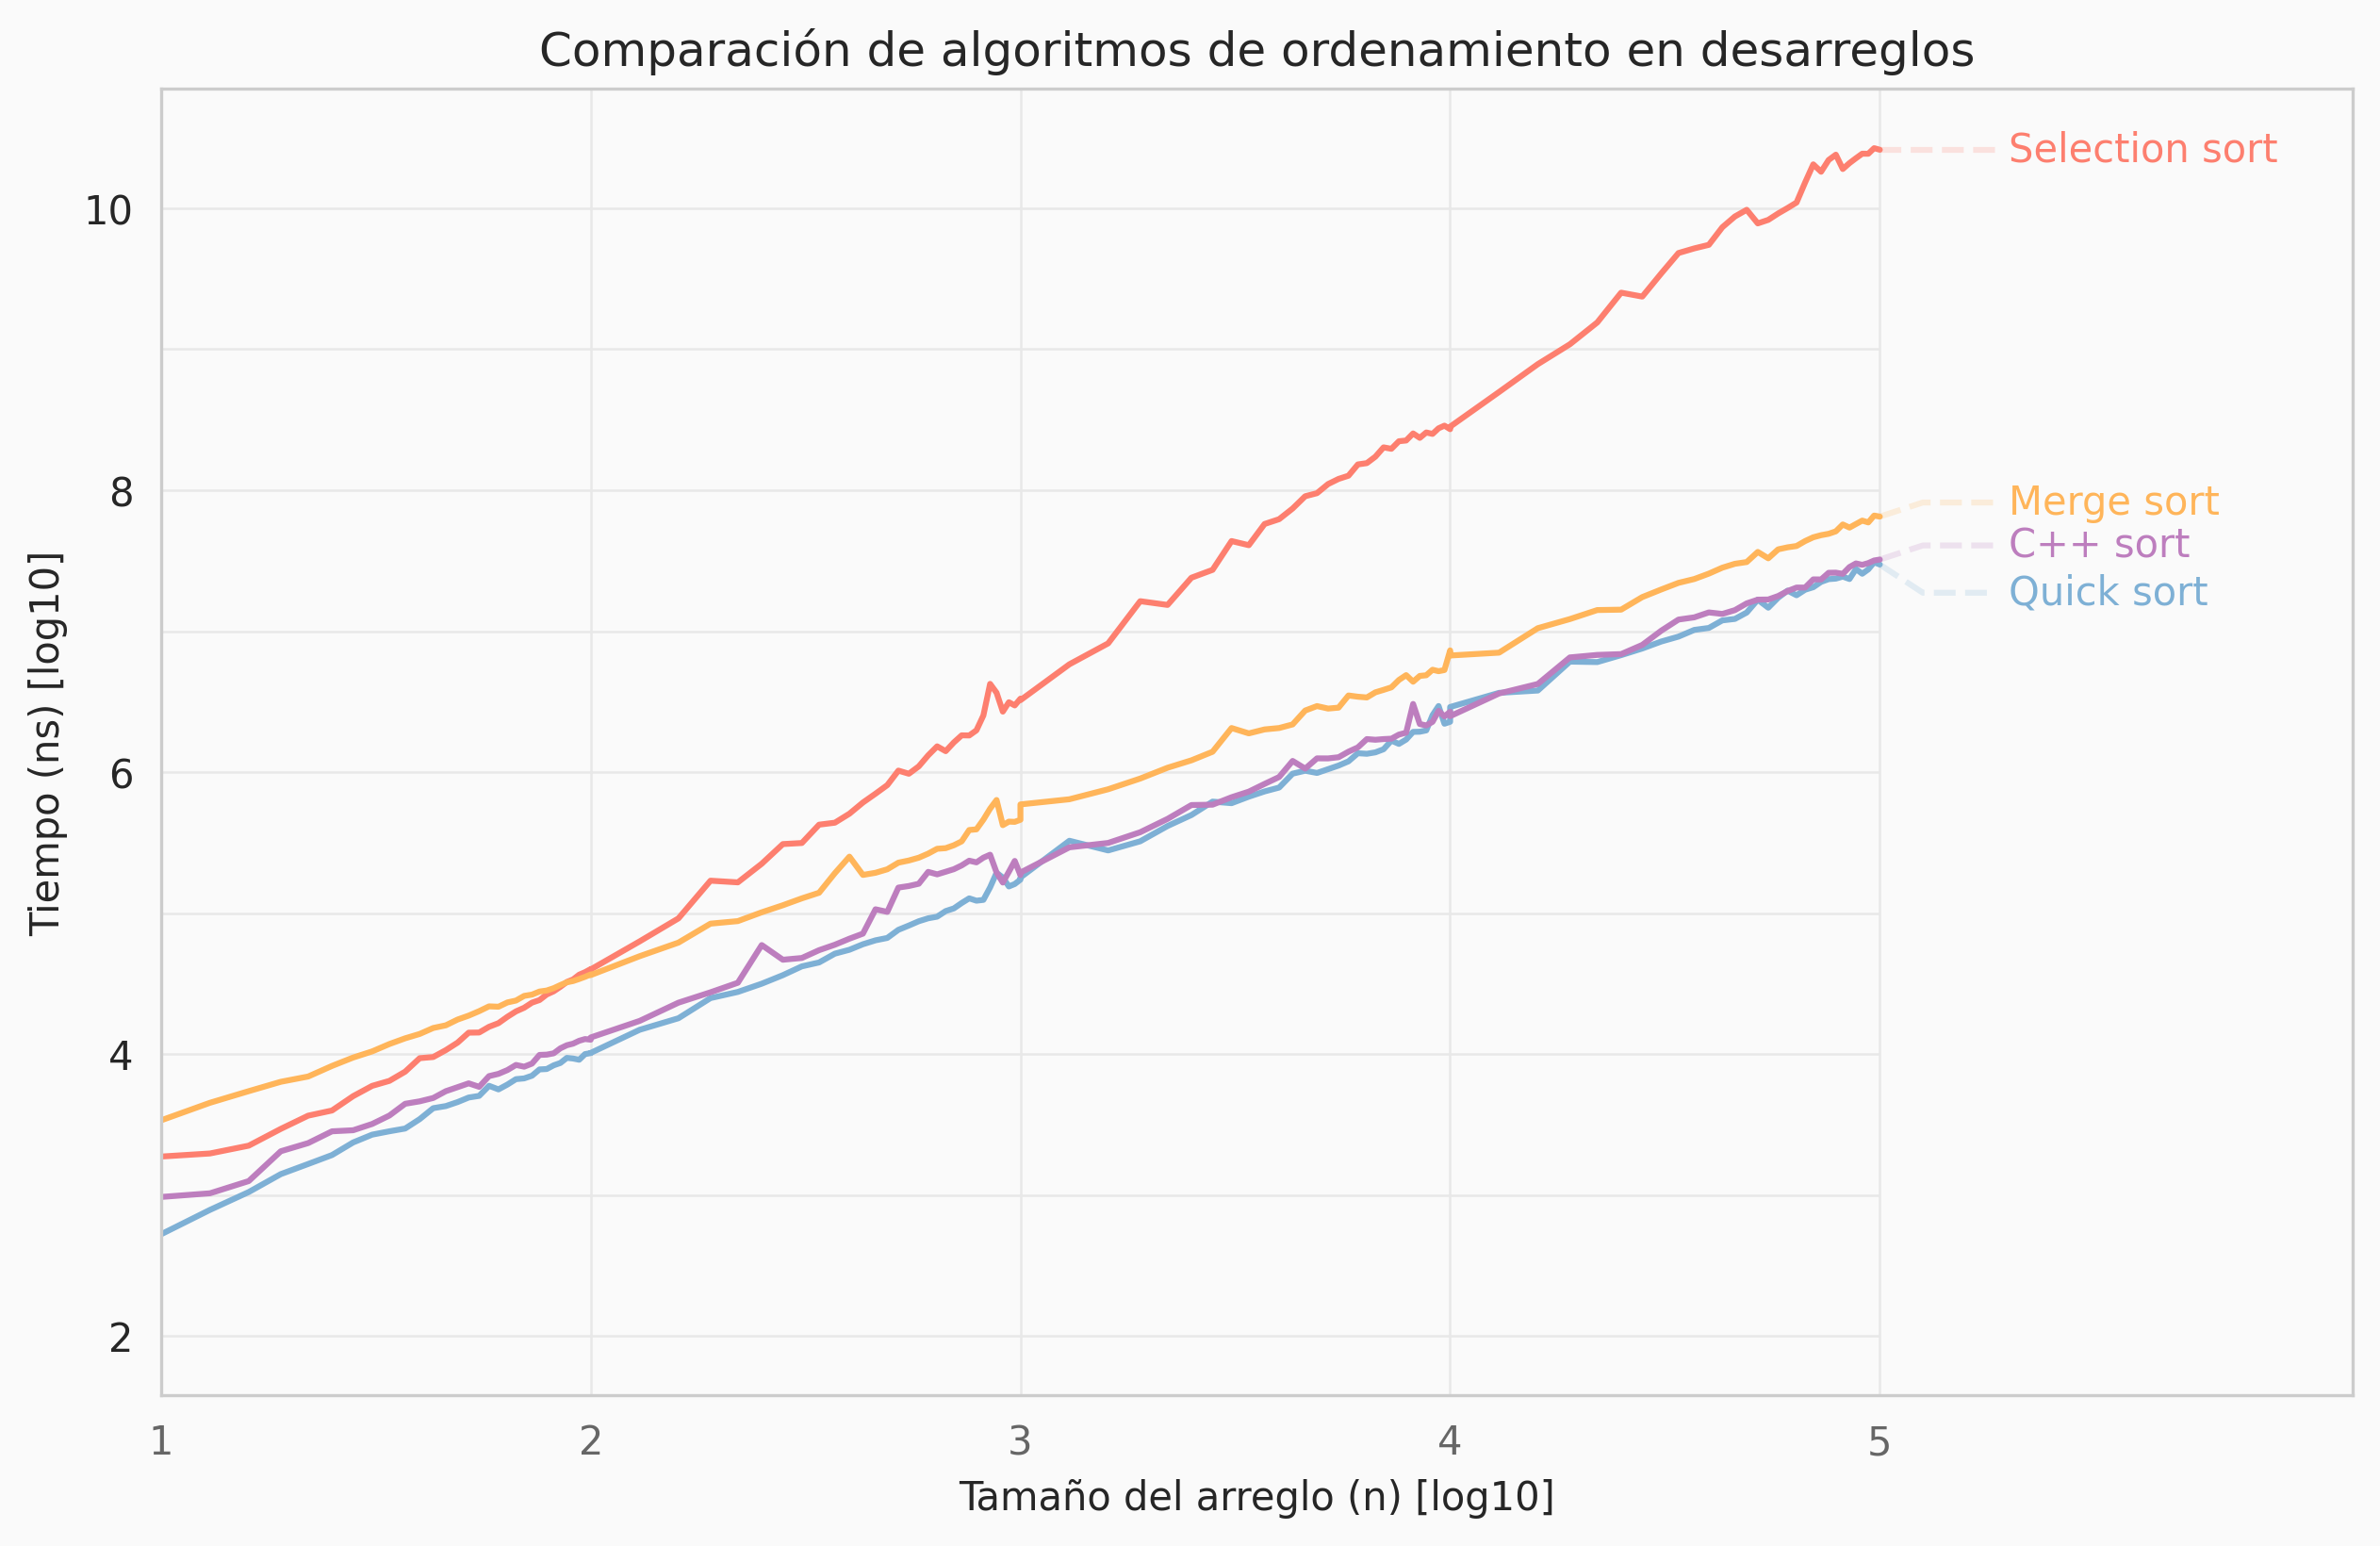 Comparación de algoritmos de ordenamiento en desarreglos
Tiempo (ns) [log10]
10
8
6
4
2
Selection sort
Merge sort
C++ sort
Quick sort
1 2 3 4 5
Tamaño del arreglo (n) [log10]